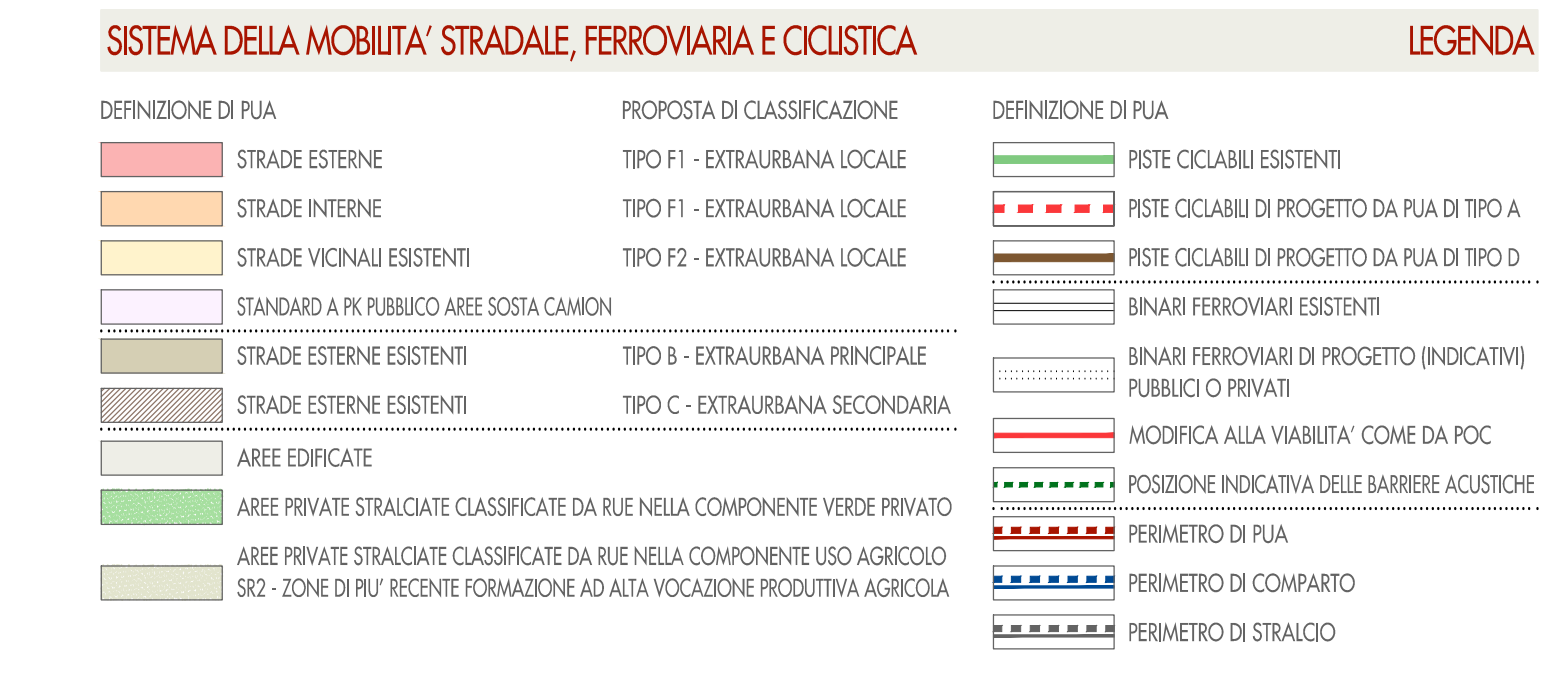 SISTEMA DELLA MOBILITA' STRADALE, FERROVIARIA E CICLISTICA
LEGENDA
DEFINIZIONE DI PUA
PROPOSTA DI CLASSIFICAZIONE
STRADE ESTERNE
TIPO F1 - EXTRAURBANA LOCALE
STRADE INTERNE
TIPO F1 - EXTRAURBANA LOCALE
STRADE VICINALI ESISTENTI
TIPO F2 - EXTRAURBANA LOCALE
STANDARD A PK PUBBLICO AREE SOSTA CAMION
STRADE ESTERNE ESISTENTI
TIPO B - EXTRAURBANA PRINCIPALE
STRADE ESTERNE ESISTENTI
TIPO C - EXTRAURBANA SECONDARIA
AREE EDIFICATE
AREE PRIVATE STRALCIATE CLASSIFICATE DA RUE NELLA COMPONENTE VERDE PRIVATO
AREE PRIVATE STRALCIATE CLASSIFICATE DA RUE NELLA COMPONENTE USO AGRICOLO
SR2 - ZONE DI PIU' RECENTE FORMAZIONE AD ALTA VOCAZIONE PRODUTTIVA AGRICOLA
DEFINIZIONE DI PUA
PISTE CICLABILI ESISTENTI
PISTE CICLABILI DI PROGETTO DA PUA DI TIPO A
PISTE CICLABILI DI PROGETTO DA PUA DI TIPO D
BINARI FERROVIARI ESISTENTI
BINARI FERROVIARI DI PROGETTO (INDICATIVI)
PUBBLICI O PRIVATI
MODIFICA ALLA VIABILITA' COME DA POC
POSIZIONE INDICATIVA DELLE BARRIERE ACUSTICHE
PERIMETRO DI PUA
PERIMETRO DI COMPARTO
PERIMETRO DI STRALCIO